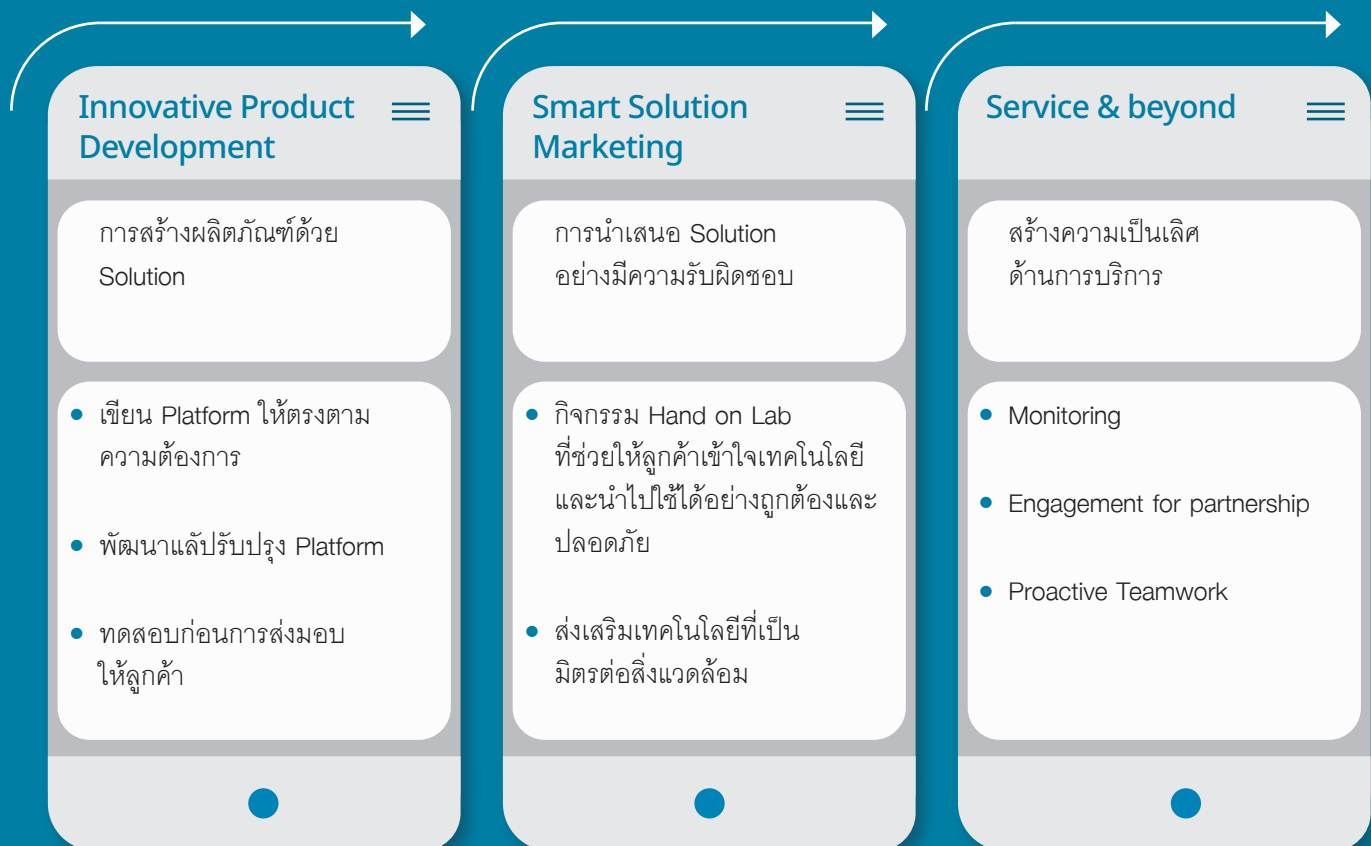 Innovative Product
Development
การสร้างผลิตภัณฑ์ด้วย
Solution
• เขียน Platform ให้ตรงตาม
ความต้องการ
• พัฒนาแล้ปรับปรุง Platform
• ทดสอบก่อนการส่งมอบ
ให้ลูกค้า
Smart Solution
Marketing
การนำเสนอ Solution
อย่างมีความรับผิดชอบ
• กิจกรรม Hand on Lab
ที่ช่วยให้ลูกค้าเข้าใจเทคโนโลยี
และนำไปใช้ได้อย่างถูกต้องและ
ปลอดภัย
• ส่งเสริมเทคโนโลยีที่เป็น
มิตรต่อสิ่งแวดล้อม
Service & beyond
สร้างความเป็นเลิศ
ด้านการบริการ
• Monitoring
• Engagement for partnership
• Proactive Teamwork